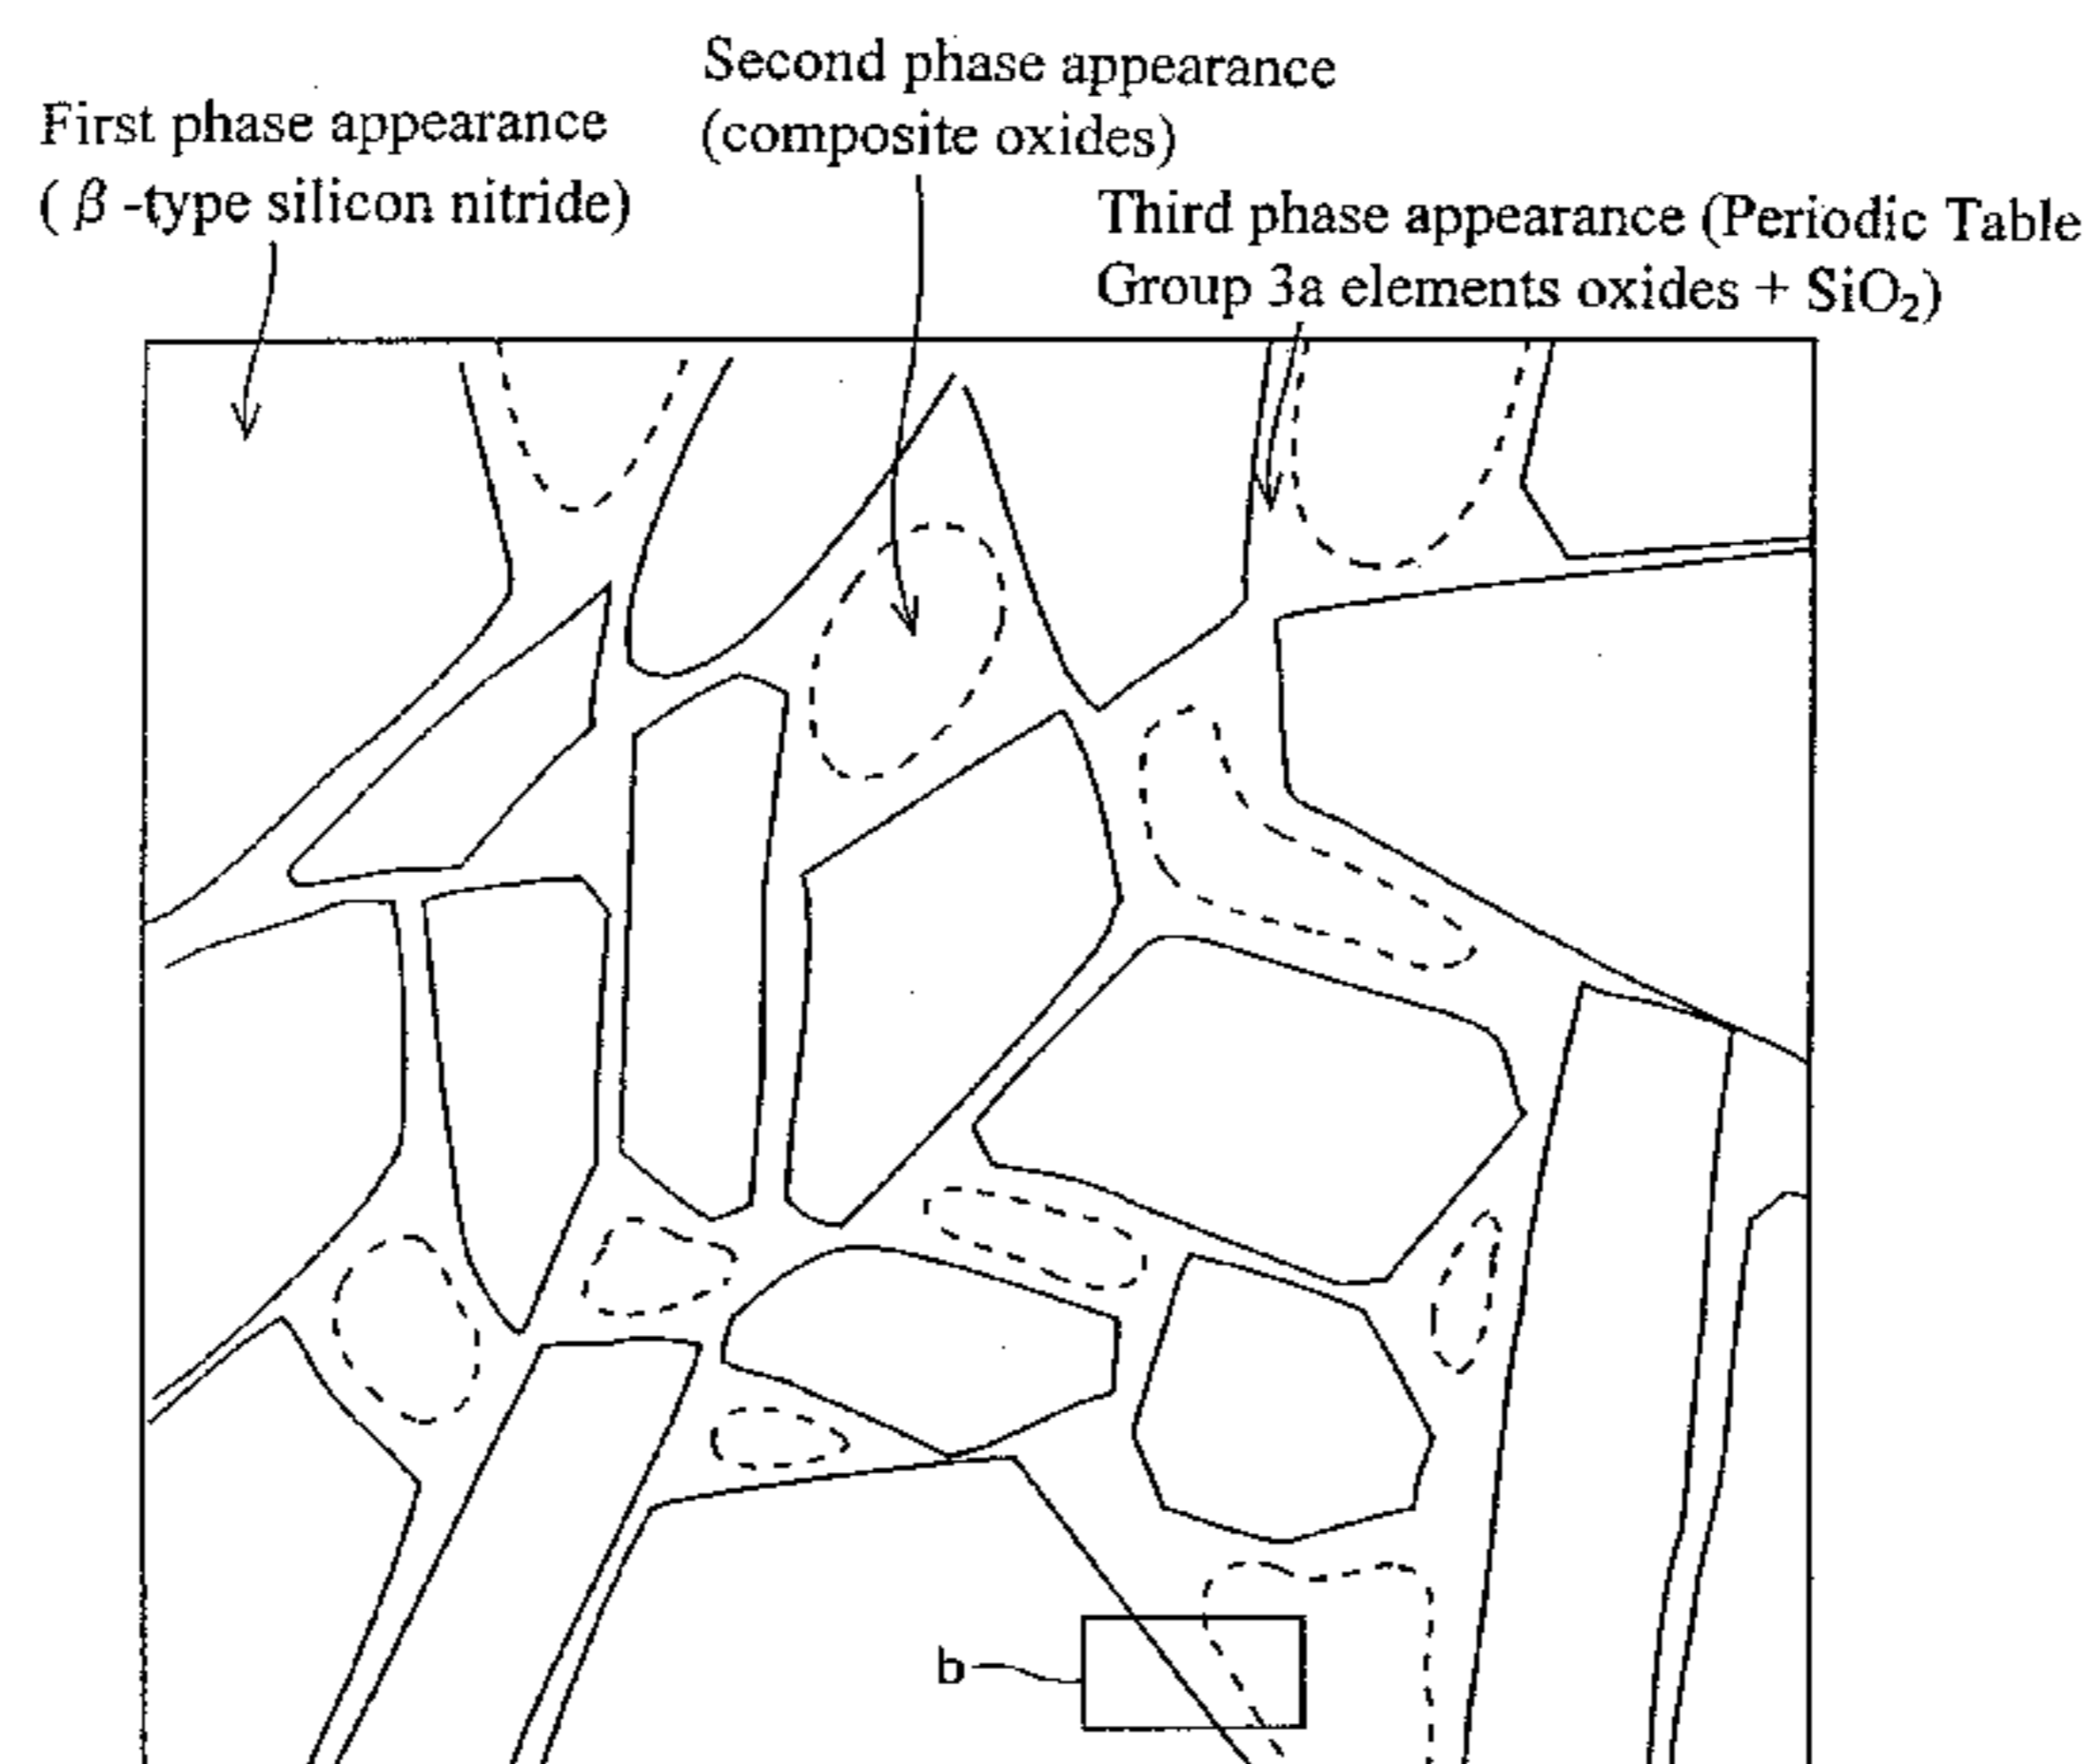 First phase appearance
( β -type silicon nitride)
Second phase appearance
(composite oxides)
Third phase appearance (Periodic Table
Group 3a elements oxides + SiO₂)
b